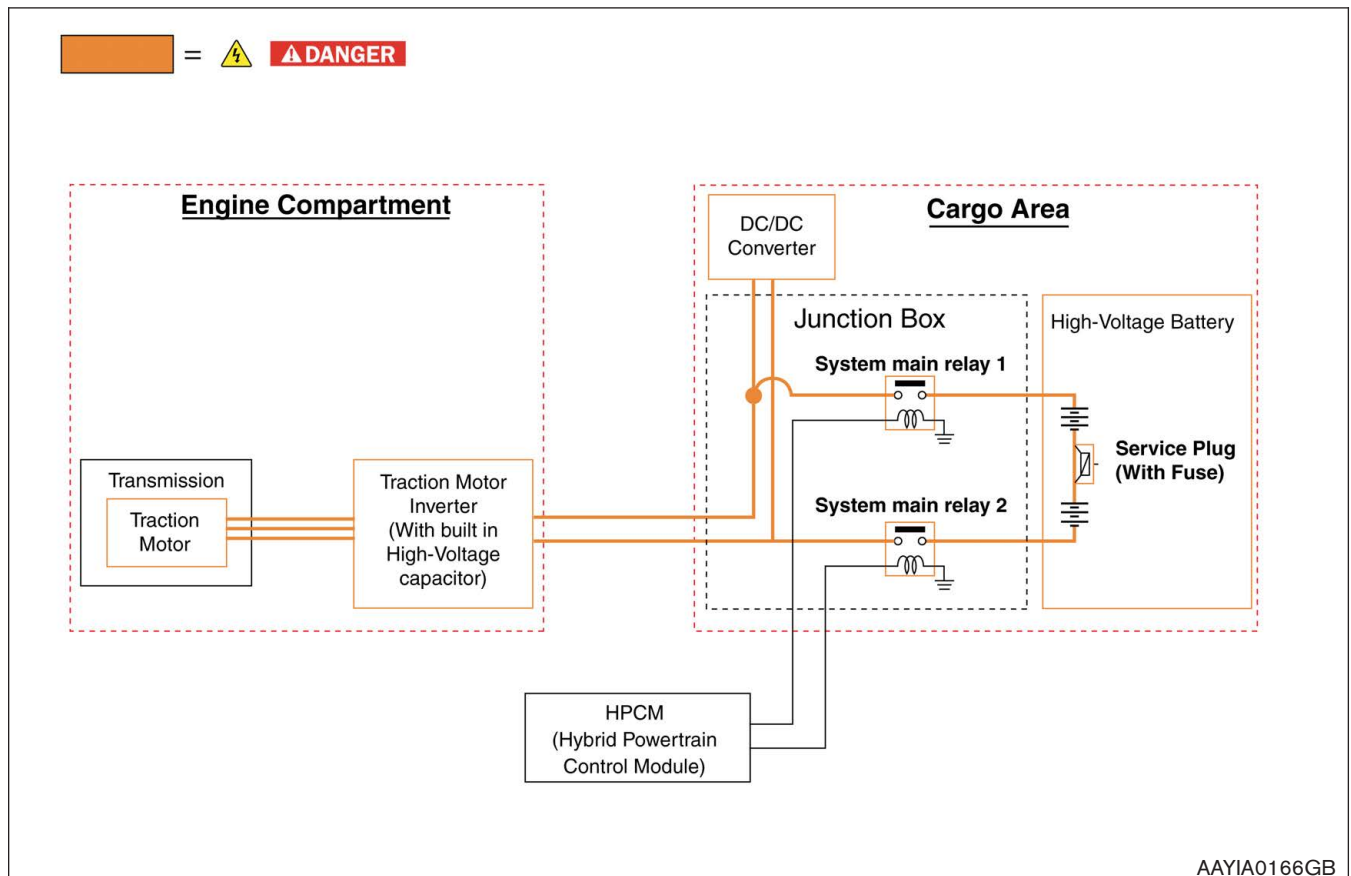 = DANGER
Engine Compartment
Cargo Area
DC/DC
Converter
Junction Box
High-Voltage Battery
System main relay 1
Service Plug
(With Fuse)
System main relay 2
Transmission
Traction
Motor
Traction Motor
Inverter
(With built in
High-Voltage
capacitor)
HPCM
(Hybrid Powertrain
Control Module)
AAYIA0166GB